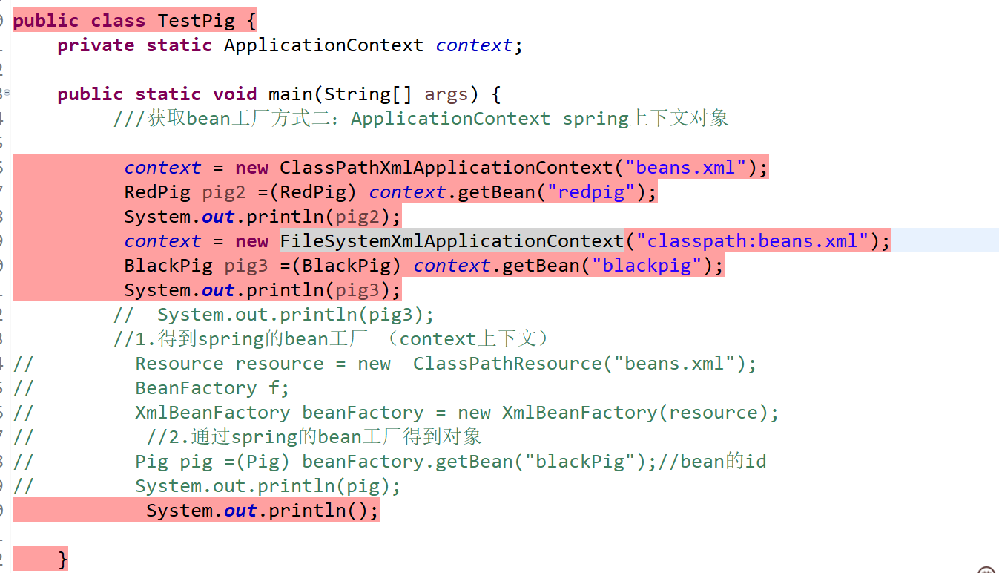 public class TestPig {
private static ApplicationContext context;
public static void main(String[] args) {
///获取bean工厂方式二：ApplicationContext spring上下文对象
context = new ClassPathXmlApplicationContext("beans.xml");
RedPig pig2 =(RedPig) context.getBean("redpig");
System.out.println(pig2);
context = new FileSystemXmlApplicationContext("classpath:beans.xml");
BlackPig pig3 =(BlackPig) context.getBean("blackpig");
System.out.println(pig3);
//  System.out.println(pig3);
//1.得到spring的bean工厂 （context上下文）
//         Resource resource = new  ClassPathResource("beans.xml");
//         BeanFactory f;
//         XmlBeanFactory beanFactory = new XmlBeanFactory(resource);
//          //2.通过spring的bean工厂得到对象
//         Pig pig =(Pig) beanFactory.getBean("blackPig");//bean的id
//         System.out.println(pig);
System.out.println();
}